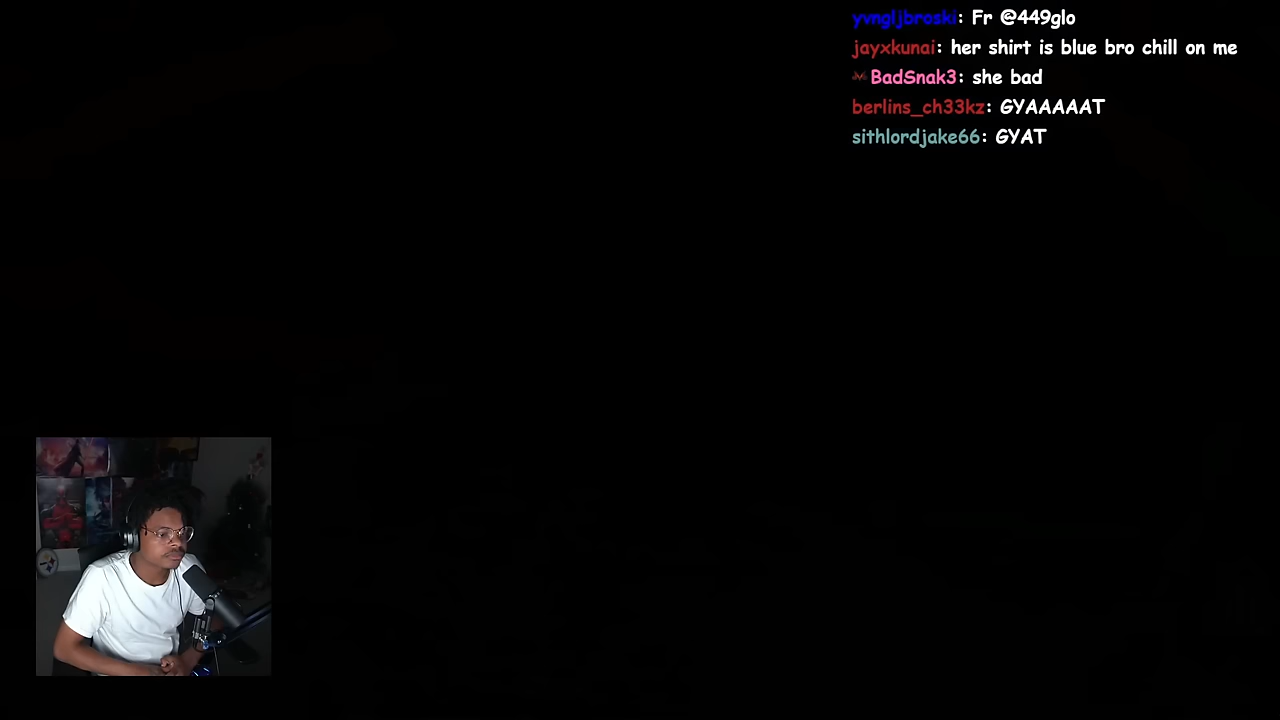 yvngljbroski: Fr @449glo
jayxkunai: her shirt is blue bro chill on me
BadSnak3: she bad
berlins_ch33kz: GYAAAAAT
sithlordjake66: GYAT